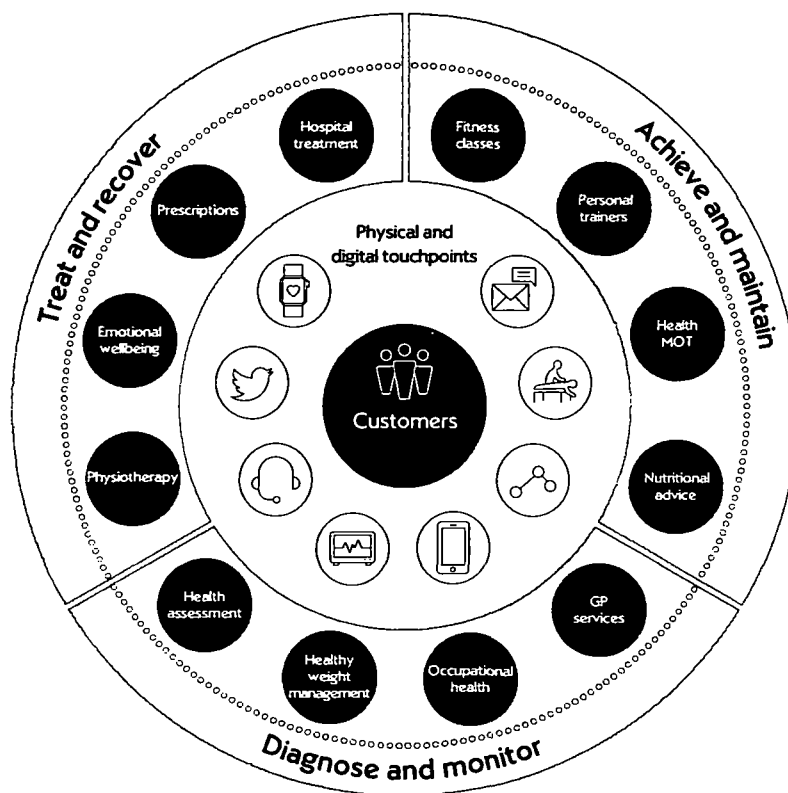 Treat and recover
Achieve and maintain
Diagnose and monitor
Hospital
treatment
Prescriptions
Emotional
wellbeing
Physiotherapy
Fitness
classes
Personal
trainers
Health
MOT
Nutritional
advice
Health
assessment
Healthy
weight
management
Occupational
health
GP
services
Physical and
digital touchpoints
Customers